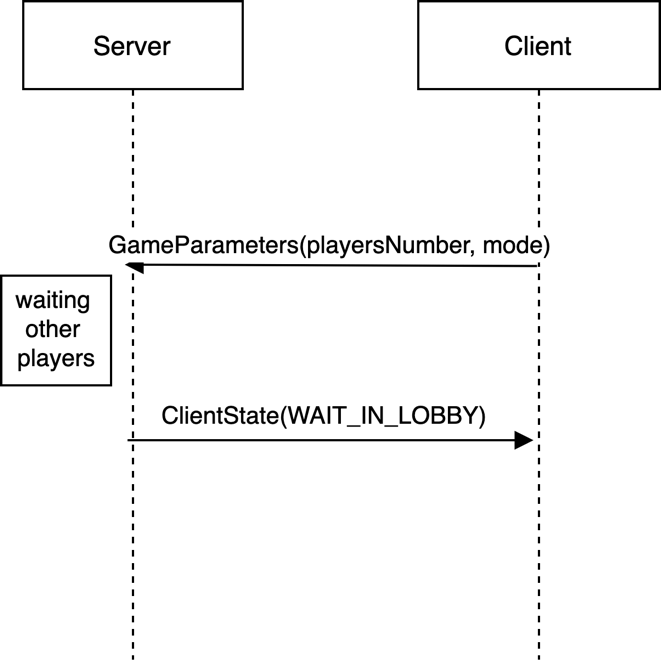 Server
Client
GameParameters(playersNumber, mode)
waiting
other
players
ClientState(WAIT_IN_LOBBY)